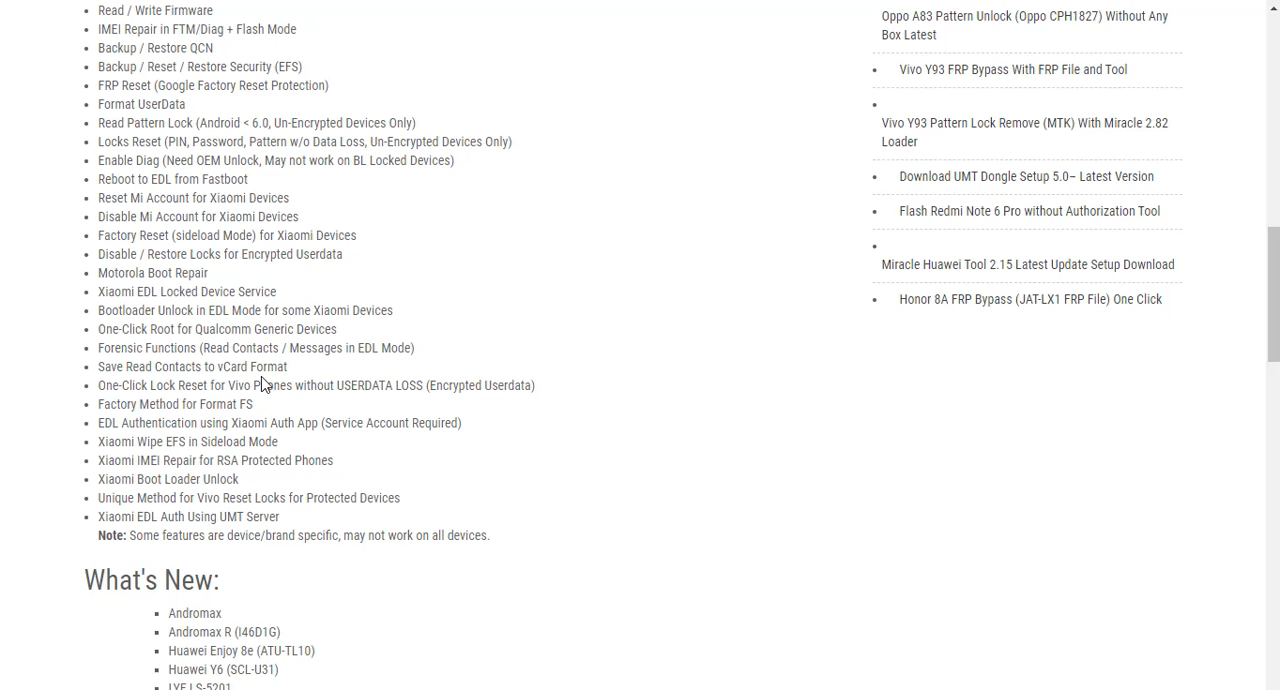 Read / Write Firmware
IMEI Repair in FTM/Diag + Flash Mode
Backup / Restore QCN
Backup / Reset / Restore Security (EFS)
FRP Reset (Google Factory Reset Protection)
Format UserData
Read Pattern Lock (Android < 6.0, Un-Encrypted Devices Only)
Locks Reset (PIN, Password, Pattern w/o Data Loss, Un-Encrypted Devices Only)
Enable Diag (Need OEM Unlock, May not work on BL Locked Devices)
Reboot to EDL from Fastboot
Reset Mi Account for Xiaomi Devices
Disable Mi Account for Xiaomi Devices
Factory Reset (sideload Mode) for Xiaomi Devices
Disable / Restore Locks for Encrypted Userdata
Motorola Boot Repair
Xiaomi EDL Locked Device Service
Bootloader Unlock in EDL Mode for some Xiaomi Devices
One-Click Root for Qualcomm Generic Devices
Forensic Functions (Read Contacts / Messages in EDL Mode)
Save Read Contacts to vCard Format
One-Click Lock Reset for Vivo Phones without USERDATA LOSS (Encrypted Userdata)
Factory Method for Format FS
EDL Authentication using Xiaomi Auth App (Service Account Required)
Xiaomi Wipe EFS in Sideload Mode
Xiaomi IMEI Repair for RSA Protected Phones
Xiaomi Boot Loader Unlock
Unique Method for Vivo Reset Locks for Protected Devices
Xiaomi EDL Auth Using UMT Server
Note: Some features are device/brand specific, may not work on all devices.
What's New:
Andromax
Andromax R (I46D1G)
Huawei Enjoy 8e (ATU-TL10)
Huawei Y6 (SCL-U31)
LYF LS-5201
Oppo A83 Pattern Unlock (Oppo CPH1827) Without Any
Box Latest
Vivo Y93 FRP Bypass With FRP File and Tool
Vivo Y93 Pattern Lock Remove (MTK) With Miracle 2.82
Loader
Download UMT Dongle Setup 5.0– Latest Version
Flash Redmi Note 6 Pro without Authorization Tool
Miracle Huawei Tool 2.15 Latest Update Setup Download
Honor 8A FRP Bypass (JAT-LX1 FRP File) One Click